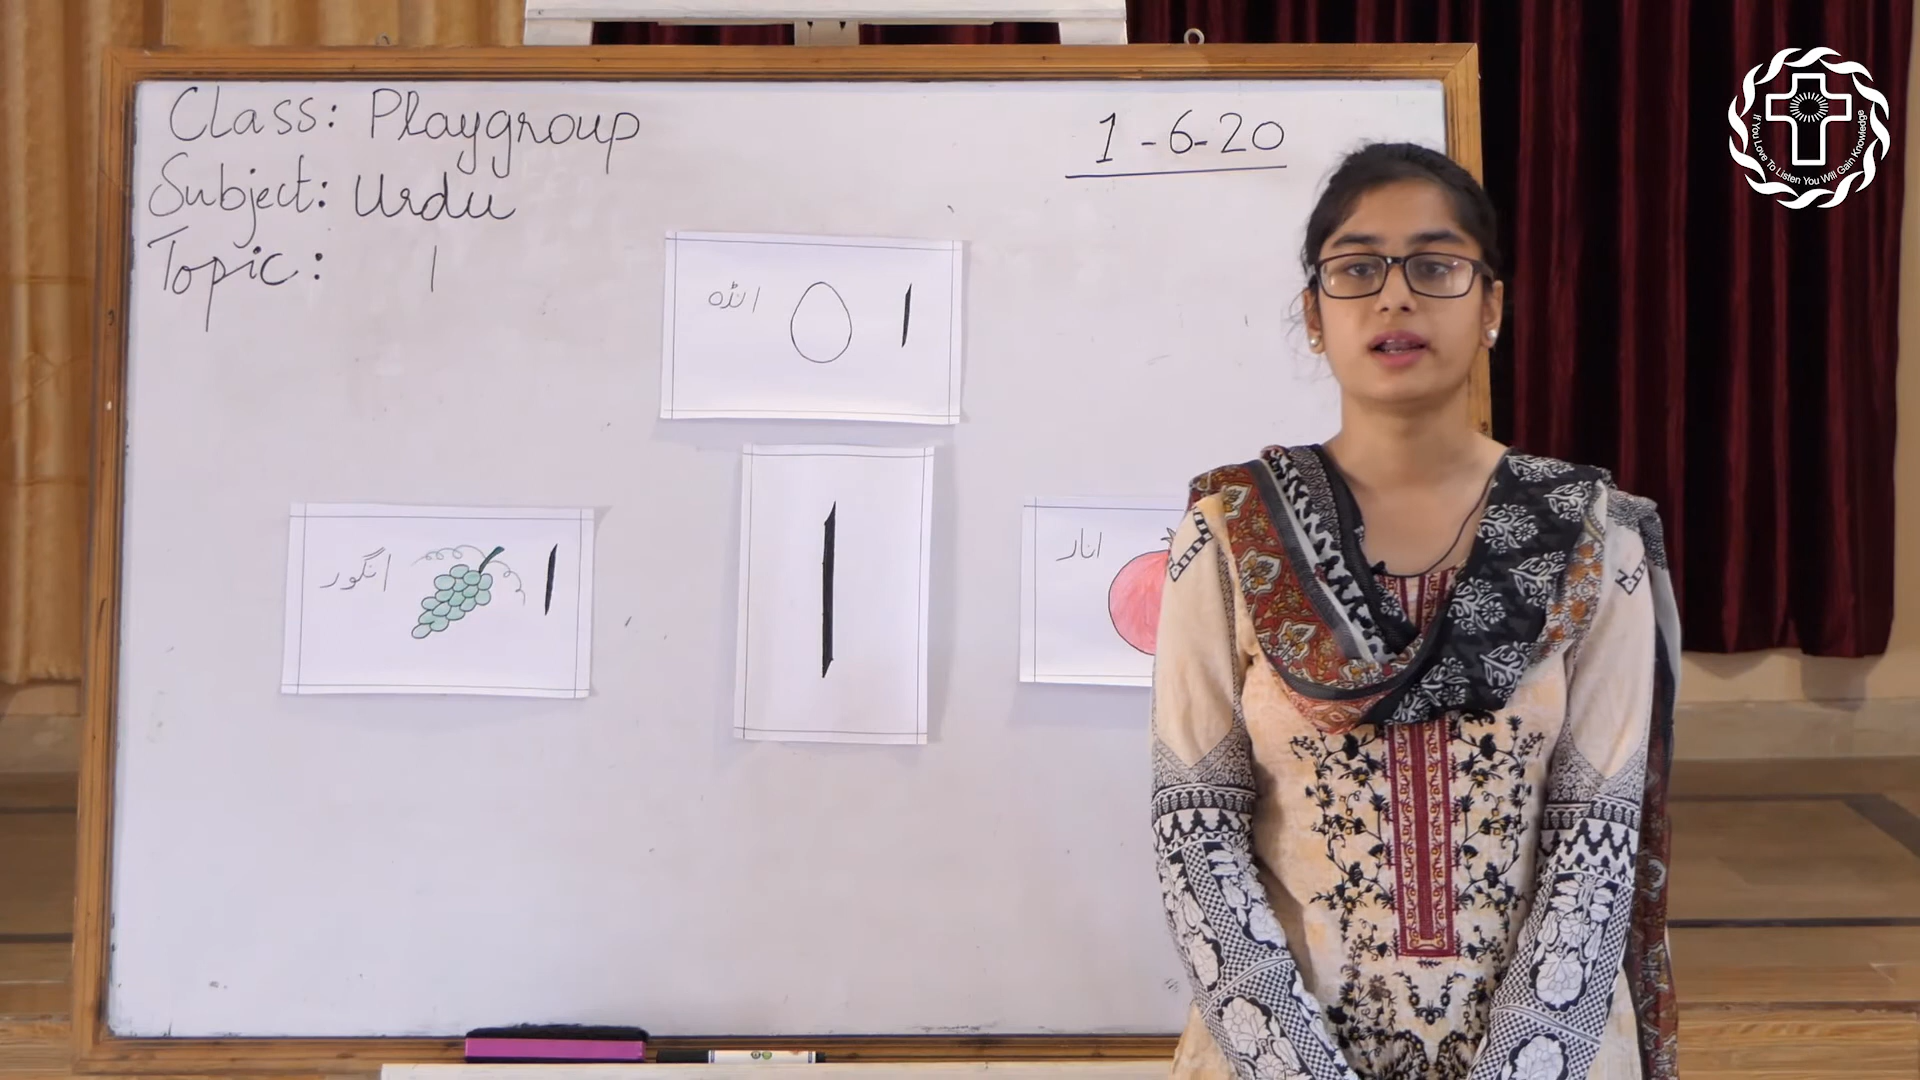 Class: Playgroup
Subject: Urdu
Topic: ا
1-6-20
ا انڈہ
ا انگور
ا
انار
If You Love To Listen You Will Gain Knowledge